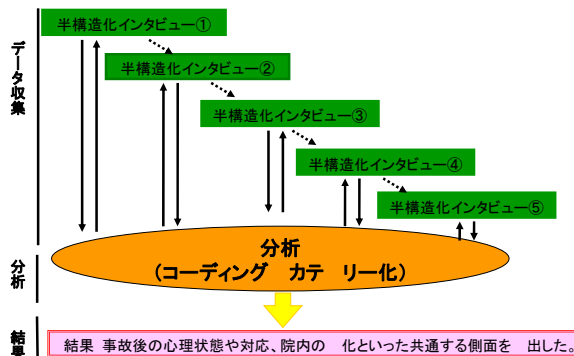 データ収集
半構造化インタビュー①
半構造化インタビュー②
半構造化インタビュー③
半構造化インタビュー④
半構造化インタビュー⑤
分析
分析
(コーディング カテ リー化)
結果
結果 事故後の心理状態や対応、院内の 化といった共通する側面を 出した。